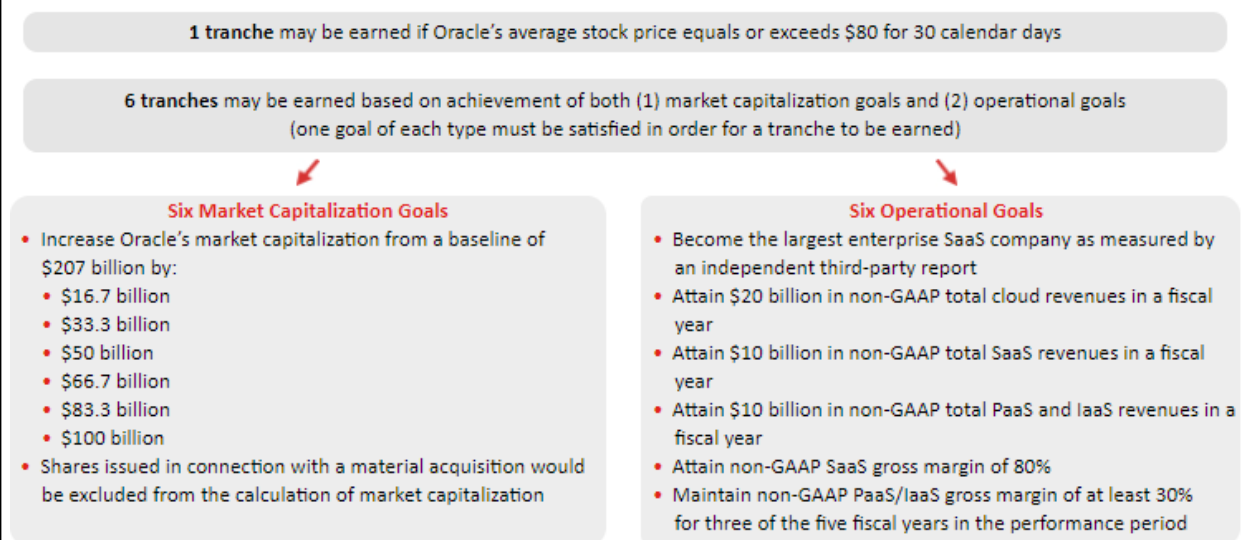 1 tranche may be earned if Oracle's average stock price equals or exceeds $80 for 30 calendar days
6 tranches may be earned based on achievement of both (1) market capitalization goals and (2) operational goals
(one goal of each type must be satisfied in order for a tranche to be earned)
Six Market Capitalization Goals
• Increase Oracle's market capitalization from a baseline of
$207 billion by:
• $16.7 billion
• $33.3 billion
• $50 billion
• $66.7 billion
• $83.3 billion
• $100 billion
• Shares issued in connection with a material acquisition would
be excluded from the calculation of market capitalization
Six Operational Goals
• Become the largest enterprise SaaS company as measured by
an independent third-party report
• Attain $20 billion in non-GAAP total cloud revenues in a fiscal
year
• Attain $10 billion in non-GAAP total SaaS revenues in a fiscal
year
• Attain $10 billion in non-GAAP total PaaS and IaaS revenues in a
fiscal year
• Attain non-GAAP SaaS gross margin of 80%
• Maintain non-GAAP PaaS/IaaS gross margin of at least 30%
for three of the five fiscal years in the performance period